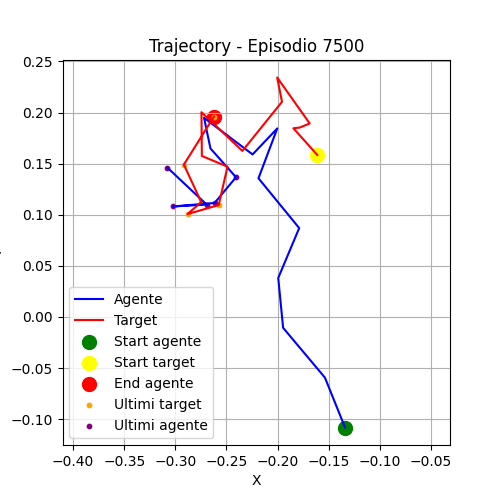 Trajectory - Episodio 7500
0.25
0.20
0.15
0.10
0.05
0.00
−0.05
−0.10
Agente
Target
Start agente
Start target
End agente
Ultimi target
Ultimi agente
−0.40 −0.35 −0.30 −0.25 −0.20 −0.15 −0.10 −0.05
X